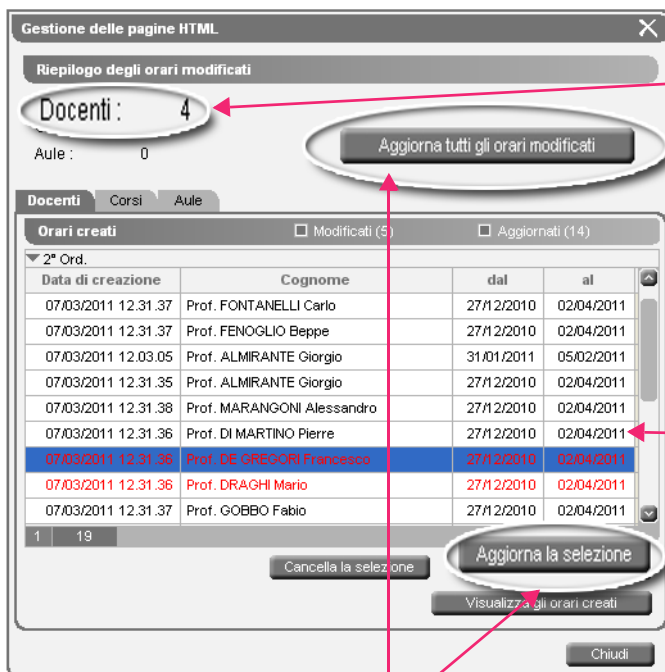 Gestione delle pagine HTML
Riepilogo degli orari modificati
Docenti : 4
Aule : 0
Aggiorna tutti gli orari modificati
Docenti Corsi Aule
Orari creati Modificati (5) Aggiornati (14)
2° Ord.
Data di creazione Cognome dal al
07/03/2011 12.31.37 Prof. FONTANELLI Carlo 27/12/2010 02/04/2011
07/03/2011 12.31.37 Prof. FENOGLIO Beppe 27/12/2010 02/04/2011
07/03/2011 12.03.05 Prof. ALMIRANTE Giorgio 31/01/2011 05/02/2011
07/03/2011 12.31.35 Prof. ALMIRANTE Giorgio 27/12/2010 02/04/2011
07/03/2011 12.31.38 Prof. MARANGONI Alessandro 27/12/2010 02/04/2011
07/03/2011 12.31.36 Prof. DI MARTINO Pierre 27/12/2010 02/04/2011
07/03/2011 12.31.36 Prof. DE GREGORI Francesco 27/12/2010 02/04/2011
07/03/2011 12.31.36 Prof. DRAGHI Mario 27/12/2010 02/04/2011
07/03/2011 12.31.37 Prof. GOBBO Fabio 27/12/2010 02/04/2011
1 19
Cancella la selezione
Aggiorna la selezione
Visualizza gli orari creati
Chiudi